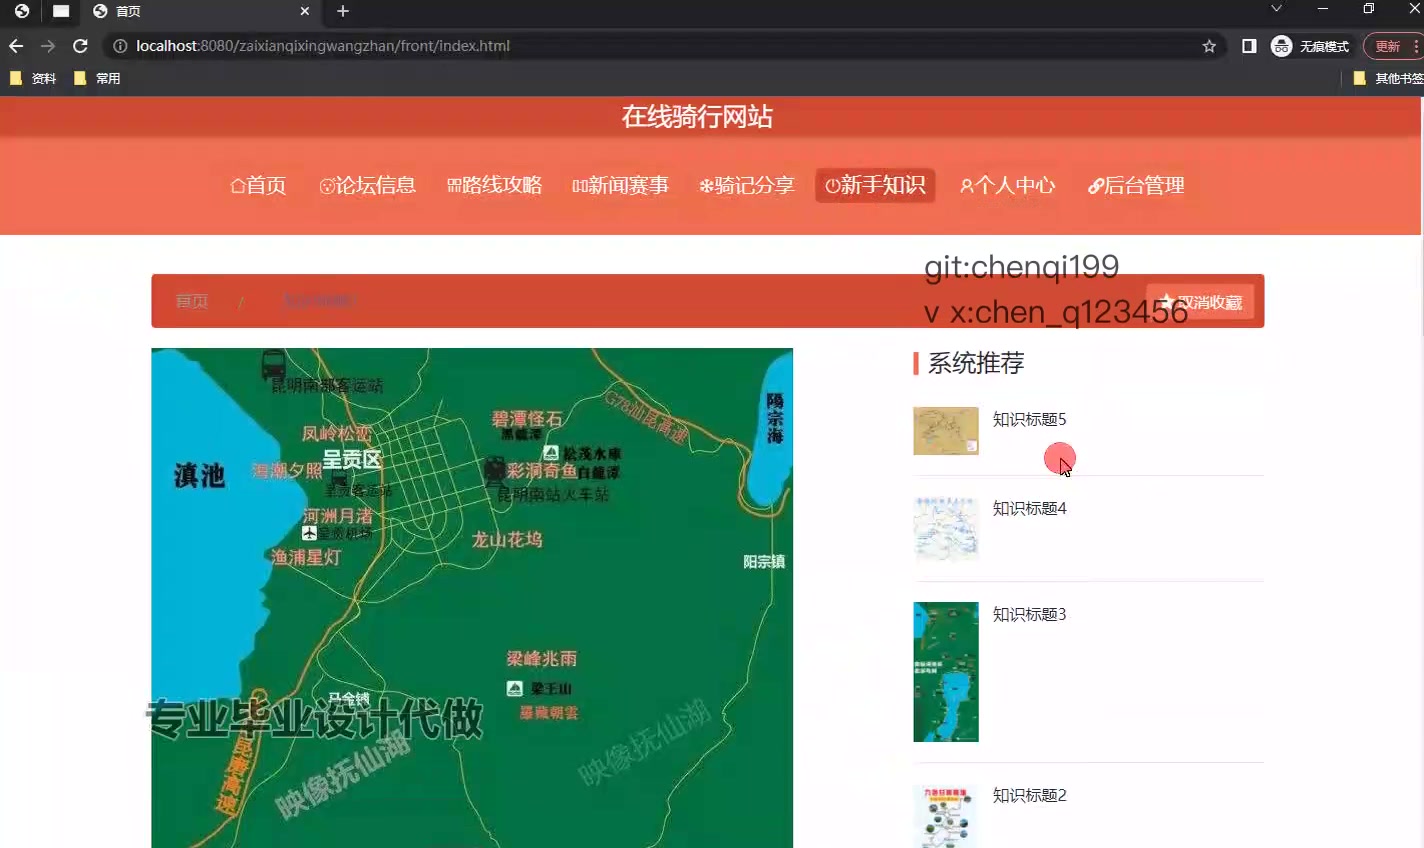 首页
localhost:8080/zaixianqixingwangzhan/front/index.html
无痕模式
更新
资料
常用
其他书签
在线骑行网站
首页
论坛信息
路线攻略
新闻赛事
骑记分享
新手知识
个人中心
后台管理
git:chenqi199
v x:chen_q123456
首页 /
取消收藏
昆明南部客运站
碧潭怪石
黑龍潭
G78汕昆高速
陽宗海
凤岭松峦
呈贡区
松茂水庫
滇池
彩洞奇鱼
白龍潭
呈贡客运站
昆明南站火车站
河洲月渚
呈贡机场
渔浦星灯
龙山花坞
阳宗镇
梁峰兆雨
梁王山
羅藏朝雲
马金铺
专业毕业设计代做
昆磨高速
映像抚仙湖
映像抚仙湖
系统推荐
知识标题5
知识标题4
知识标题3
知识标题2